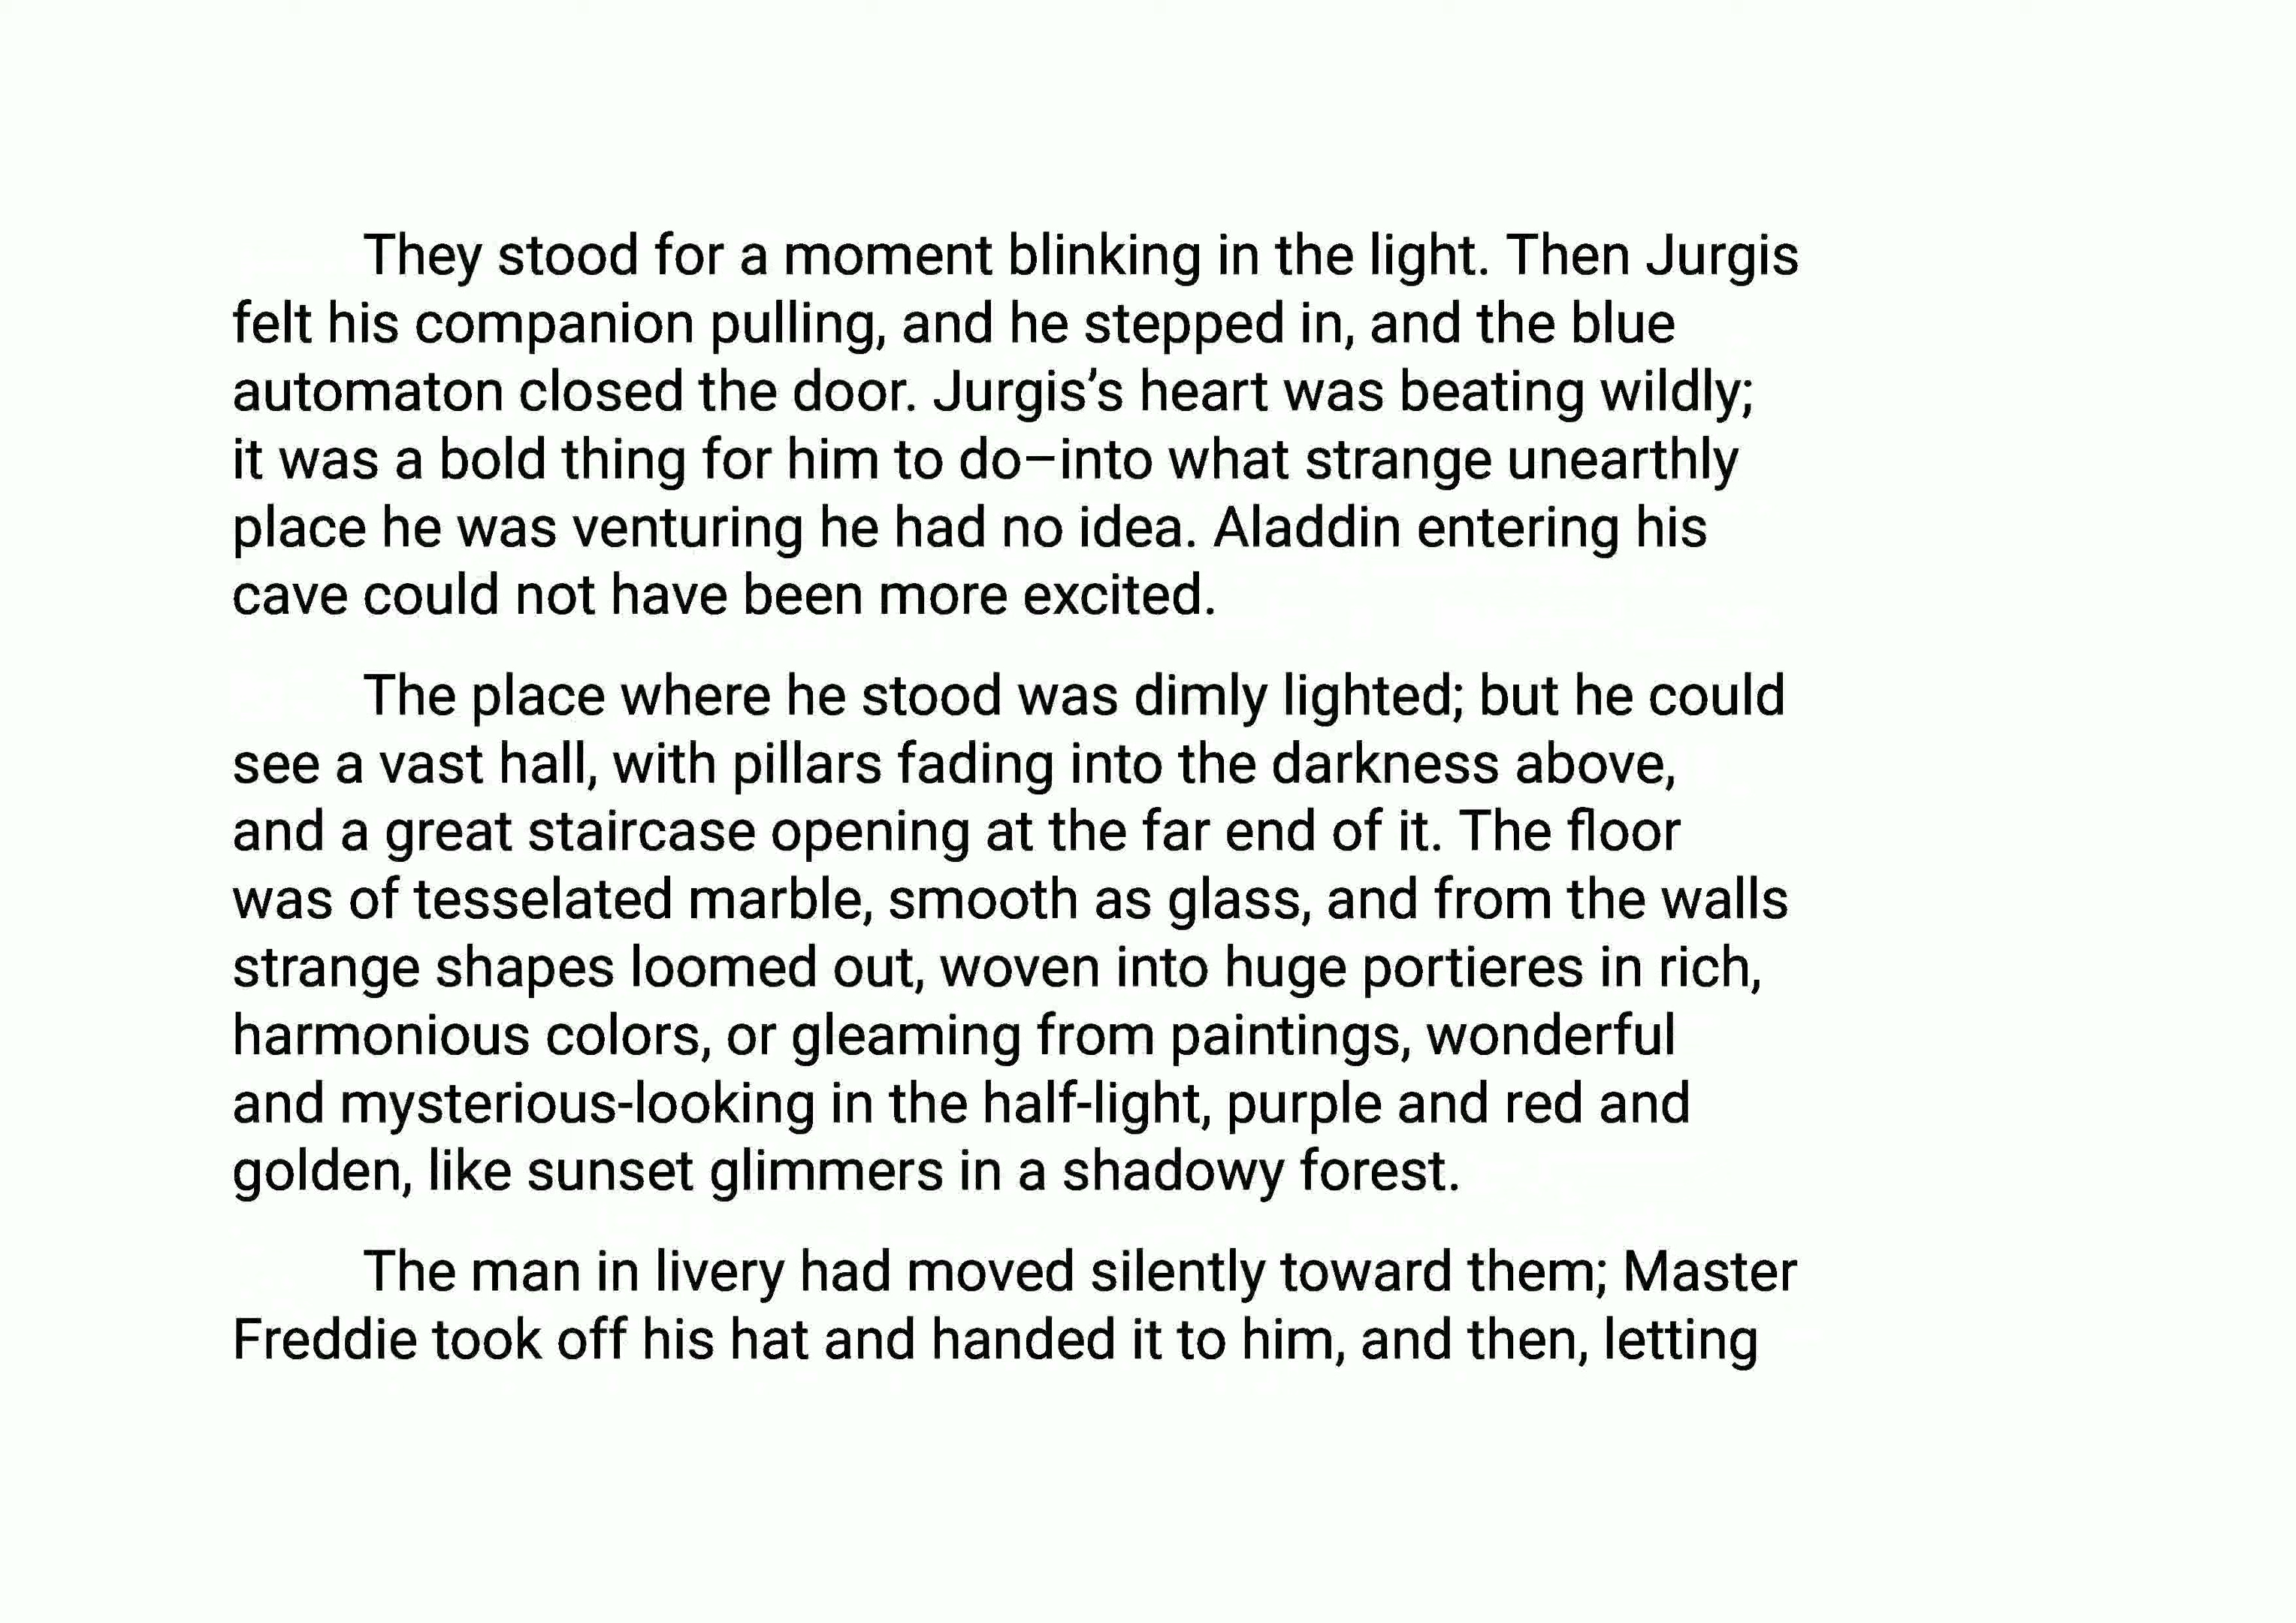 They stood for a moment blinking in the light. Then Jurgis
felt his companion pulling, and he stepped in, and the blue
automaton closed the door. Jurgis’s heart was beating wildly;
it was a bold thing for him to do–into what strange unearthly
place he was venturing he had no idea. Aladdin entering his
cave could not have been more excited.
The place where he stood was dimly lighted; but he could
see a vast hall, with pillars fading into the darkness above,
and a great staircase opening at the far end of it. The floor
was of tesselated marble, smooth as glass, and from the walls
strange shapes loomed out, woven into huge portieres in rich,
harmonious colors, or gleaming from paintings, wonderful
and mysterious-looking in the half-light, purple and red and
golden, like sunset glimmers in a shadowy forest.
The man in livery had moved silently toward them; Master
Freddie took off his hat and handed it to him, and then, letting